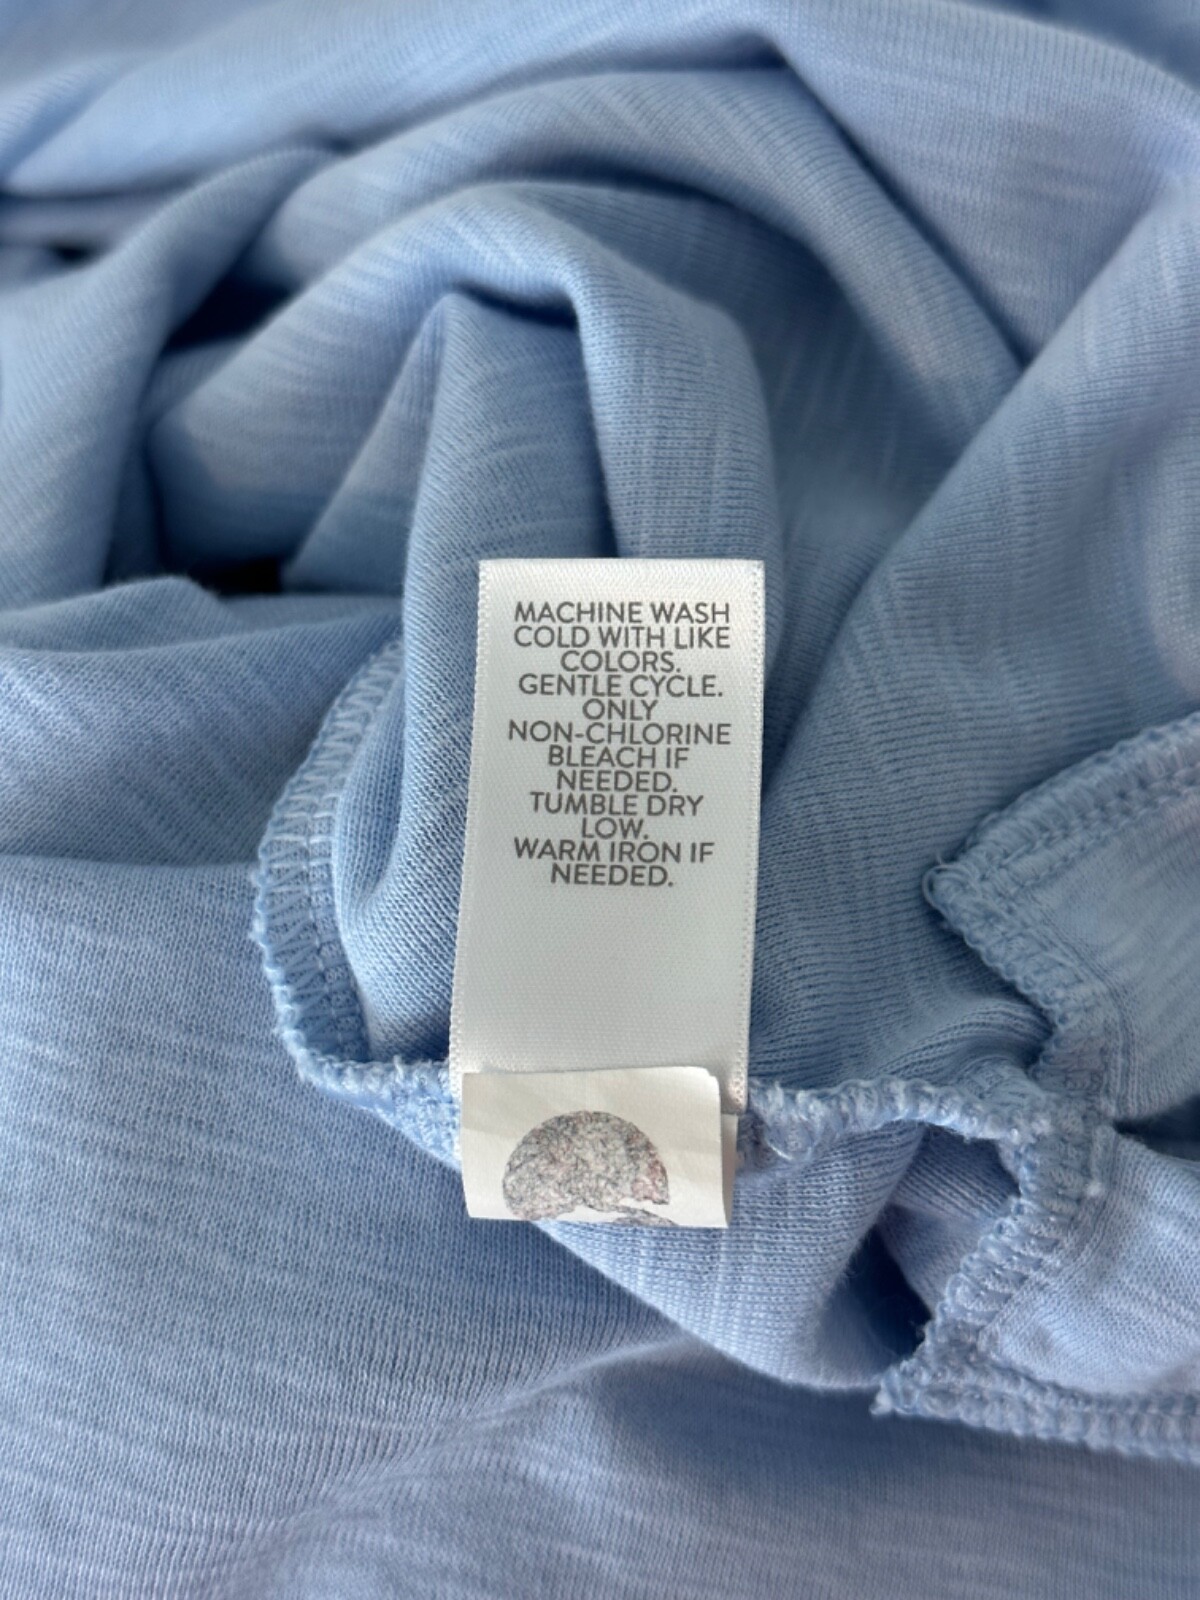 MACHINE WASH
COLD WITH LIKE
COLORS.
GENTLE CYCLE.
ONLY
NON-CHLORINE
BLEACH IF
NEEDED.
TUMBLE DRY
LOW.
WARM IRON IF
NEEDED.